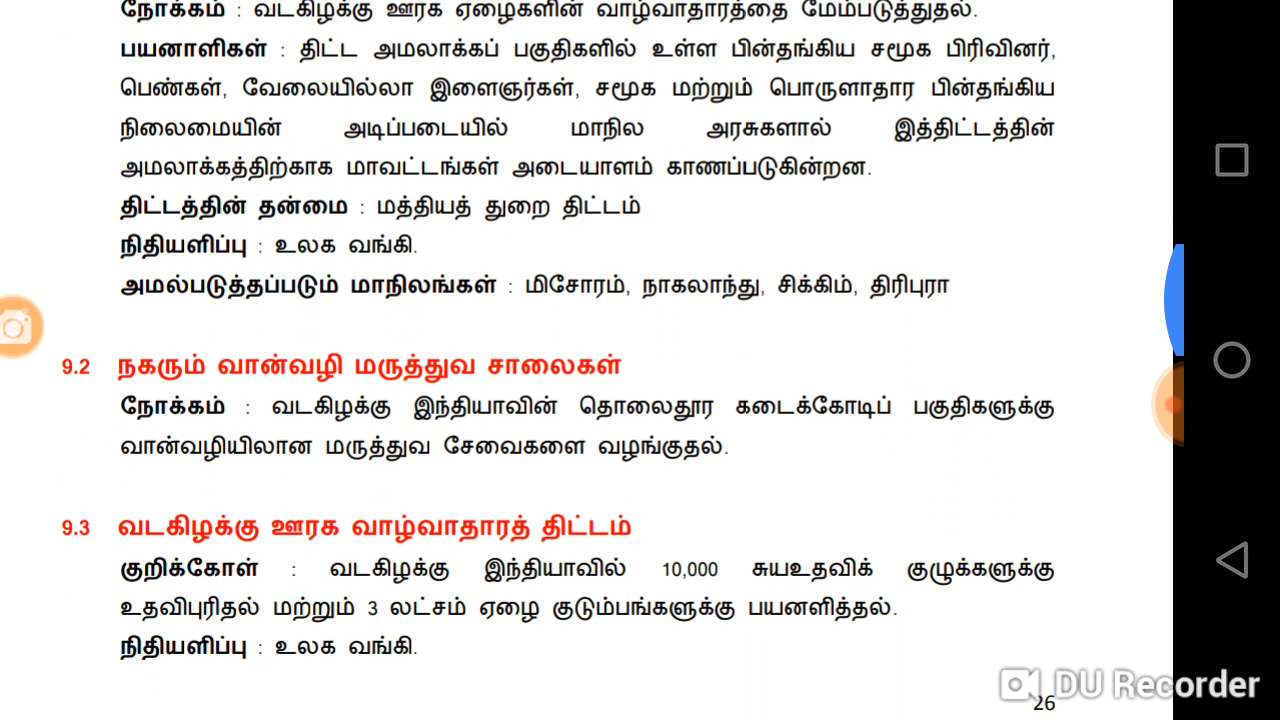 நோக்கம் : வடகிழக்கு ஊரக ஏழைகளின் வாழ்வாதாரத்தை மேம்படுத்துதல்.
பயனாளிகள் : திட்ட அமலாக்கப் பகுதிகளில் உள்ள பின்தங்கிய சமூக பிரிவினர்,
பெண்கள், வேலையில்லா இளைஞர்கள், சமூக மற்றும் பொருளாதார பின்தங்கிய
நிலைமையின் அடிப்படையில் மாநில அரசுகளால் இத்திட்டத்தின்
அமலாக்கத்திற்காக மாவட்டங்கள் அடையாளம் காணப்படுகின்றன.
திட்டத்தின் தன்மை : மத்தியத் துறை திட்டம்
நிதியளிப்பு : உலக வங்கி.
அமல்படுத்தப்படும் மாநிலங்கள் : மிசோரம், நாகலாந்து, சிக்கிம், திரிபுரா
9.2 நகரும் வான்வழி மருத்துவ சாலைகள்
நோக்கம் : வடகிழக்கு இந்தியாவின் தொலைதூர கடைக்கோடிப் பகுதிகளுக்கு
வான்வழியிலான மருத்துவ சேவைகளை வழங்குதல்.
9.3 வடகிழக்கு ஊரக வாழ்வாதாரத் திட்டம்
குறிக்கோள் : வடகிழக்கு இந்தியாவில் 10,000 சுயஉதவிக் குழுக்களுக்கு
உதவிபுரிதல் மற்றும் 3 லட்சம் ஏழை குடும்பங்களுக்கு பயனளித்தல்.
நிதியளிப்பு : உலக வங்கி.
DU Recorder
26